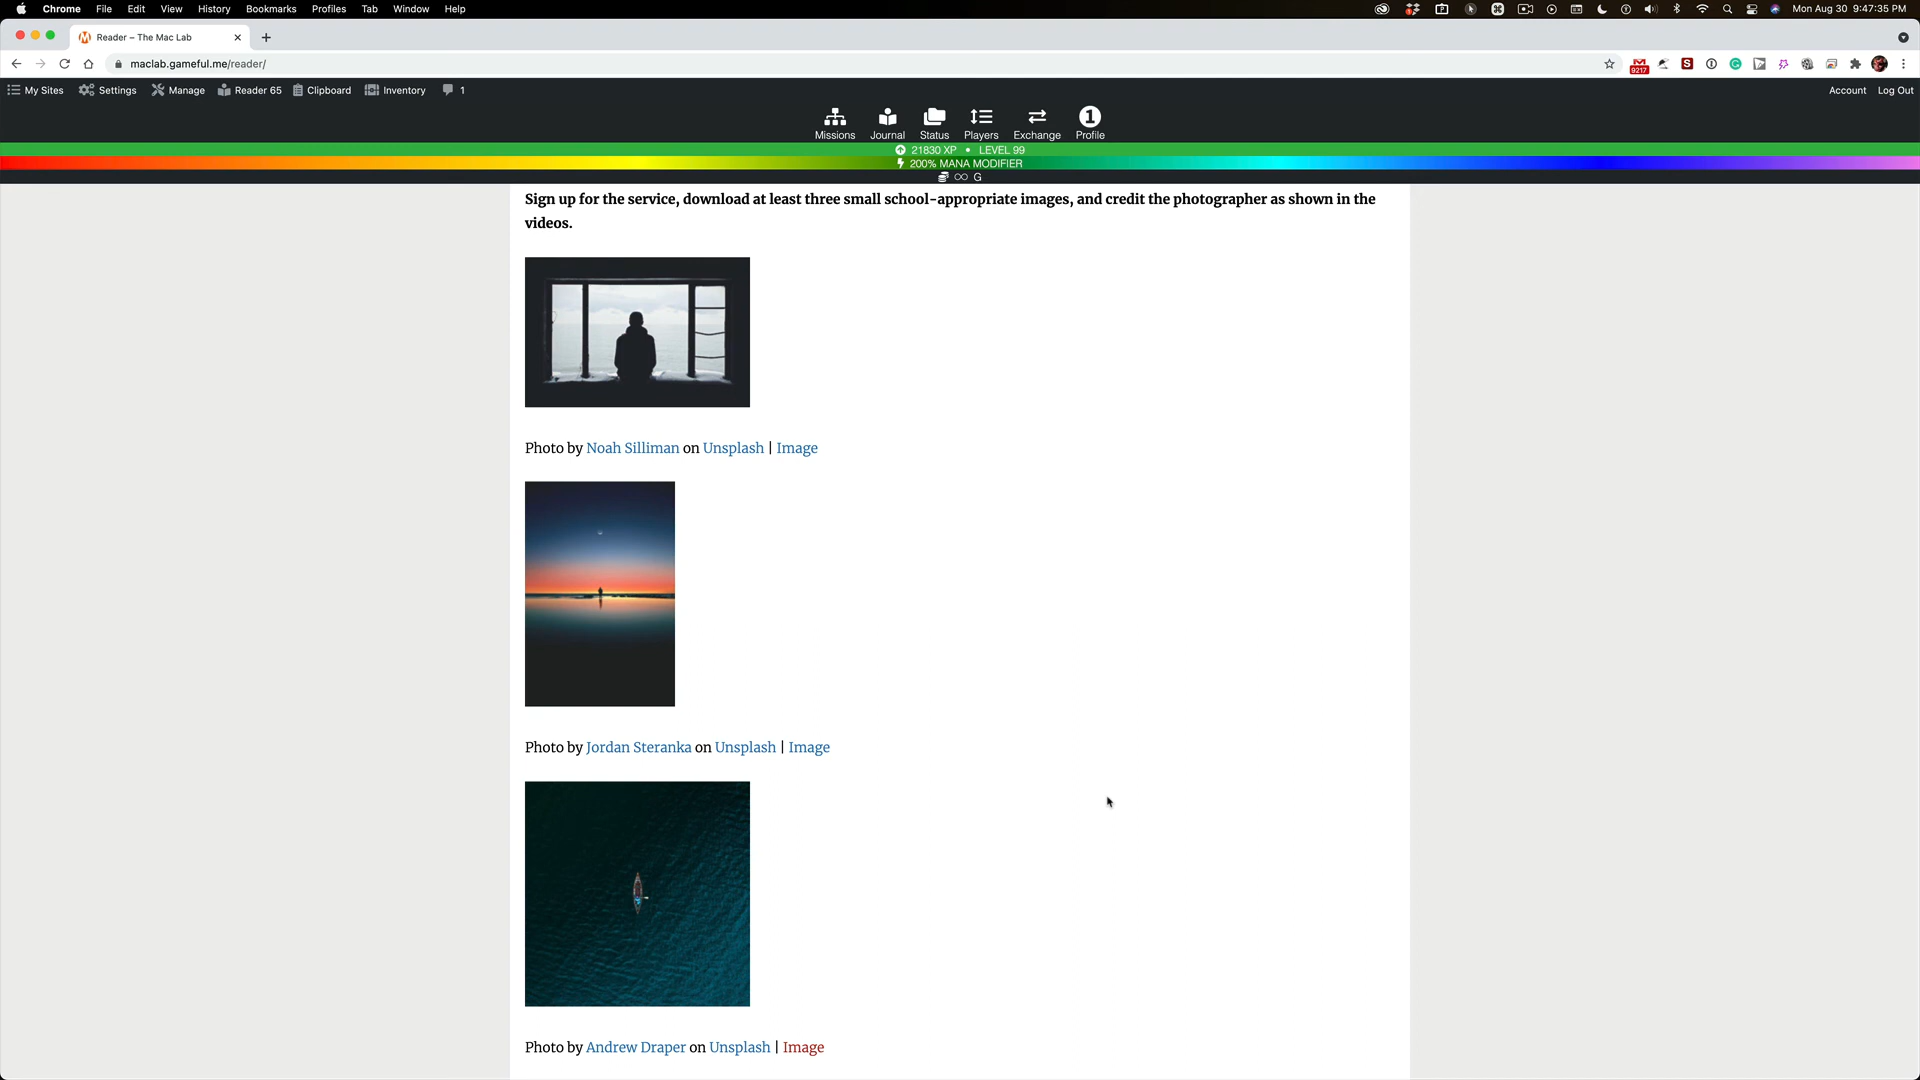 Chrome File Edit View History Bookmarks Profiles Tab Window Help Mon Aug 30 9:47:35 PM
Reader – The Mac Lab
maclab.gameful.me/reader/
9217
My Sites Settings Manage Reader 65 Clipboard Inventory 1 Account Log Out
Missions Journal Status Players Exchange Profile
21830 XP • LEVEL 99
200% MANA MODIFIER
∞ G
Sign up for the service, download at least three small school-appropriate images, and credit the photographer as shown in the
videos.
Photo by Noah Silliman on Unsplash | Image
Photo by Jordan Steranka on Unsplash | Image
Photo by Andrew Draper on Unsplash | Image